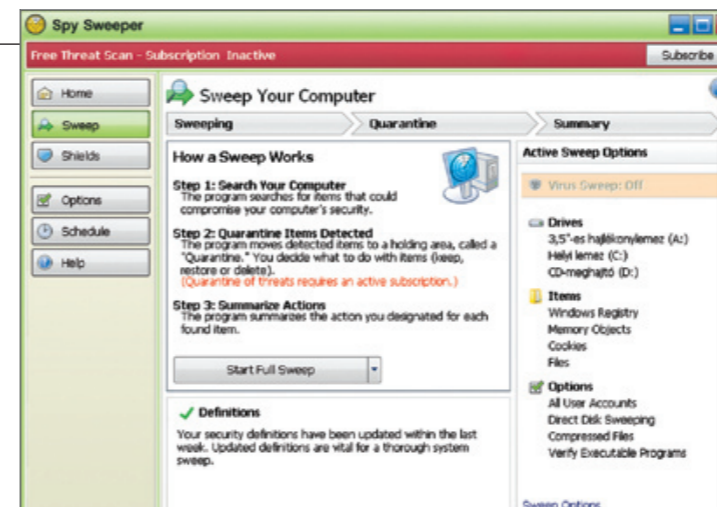 Spy Sweeper
Free Threat Scan - Subscription Inactive
Subscribe
Home
Sweep
Shields
Options
Schedule
Help
Sweep Your Computer
Sweeping
Quarantine
Summary
How a Sweep Works
Step 1: Search Your Computer
The program searches for items that could
compromise your computer's security.
Step 2: Quarantine Items Detected
The program moves detected items to a holding area, called a
"Quarantine." You decide what to do with items (keep,
restore or delete).
(Quarantine of threats requires an active subscription.)
Step 3: Summarize Actions
The program summarizes the action you designated for each
found item.
Start Full Sweep
Definitions
Your security definitions have been updated within the last
week. Updated definitions are vital for a thorough system
sweep.
Active Sweep Options
Virus Sweep: Off
Drives
3,5"-es hajlékonylemez (A:)
Helyi lemez (C:)
CD-meghajtó (D:)
Items
Windows Registry
Memory Objects
Cookies
Files
Options
All User Accounts
Direct Disk Sweeping
Compressed Files
Verify Executable Programs
Sweep Options